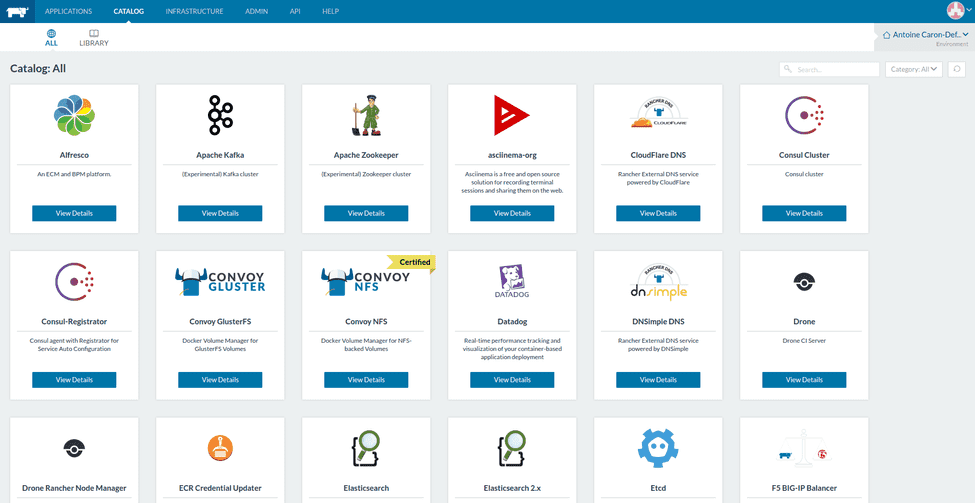 APPLICATIONS CATALOG INFRASTRUCTURE ADMIN API HELP
ALL LIBRARY
Antoine Caron-Def...
Environment
Catalog: All
Search... Category: All
Alfresco
An ECM and BPM platform.
View Details
Apache Kafka
(Experimental) Kafka cluster
View Details
Apache Zookeeper
(Experimental) Zookeeper cluster
View Details
asciinema-org
Asciinema is a free and open source
solution for recording terminal
sessions and sharing them on the web.
View Details
RANCHER DNS
CLOUDFLARE
CloudFlare DNS
Rancher External DNS service
powered by CloudFlare
View Details
Consul Cluster
Consul cluster
View Details
Consul-Registrator
Consul agent with Registrator for
Service Auto Configuration
View Details
CONVOY
GLUSTER
Convoy GlusterFS
Docker Volume Manager for
GlusterFS Volumes
View Details
Certified
CONVOY
NFS
Convoy NFS
Docker Volume Manager for NFS-
backed Volumes
View Details
DATADOG
Datadog
Real-time performance tracking and
visualization of your container-based
application deployment
View Details
RANCHER DNS
dnsimple
DNSimple DNS
Rancher External DNS service
powered by DNSimple
View Details
Drone
Drone CI Server
View Details
Drone Rancher Node Manager
ECR Credential Updater
Elasticsearch
Elasticsearch 2.x
Etcd
F5 BIG-IP Balancer